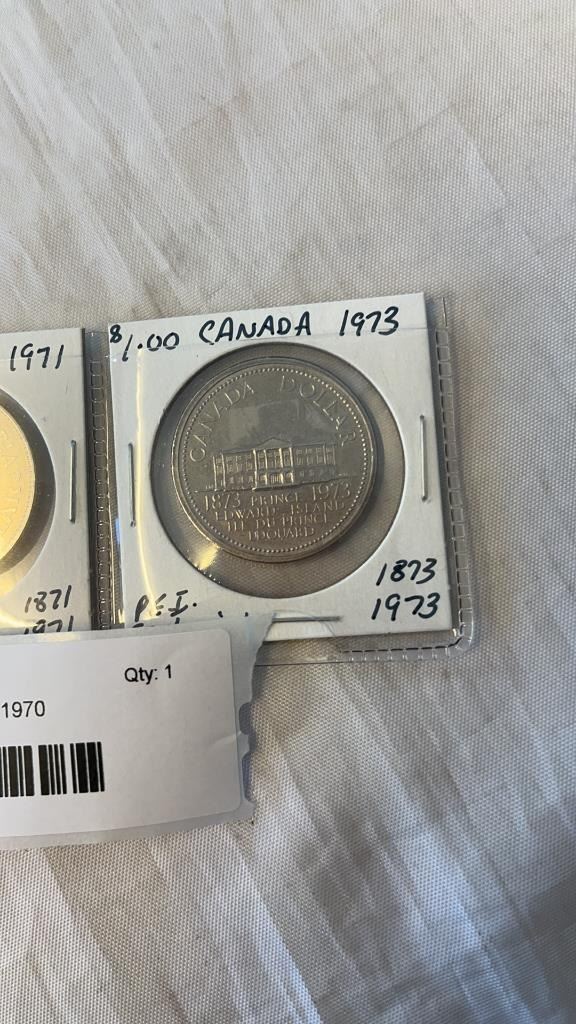 1971
1871
1971
$1.00 CANADA 1973
CANADA DOLLAR
1873 PRINCE 1973
EDWARD ISLAND
ILE DU PRINCE
EDOUARD
P.E.I.
1873
1973
Qty: 1
1970